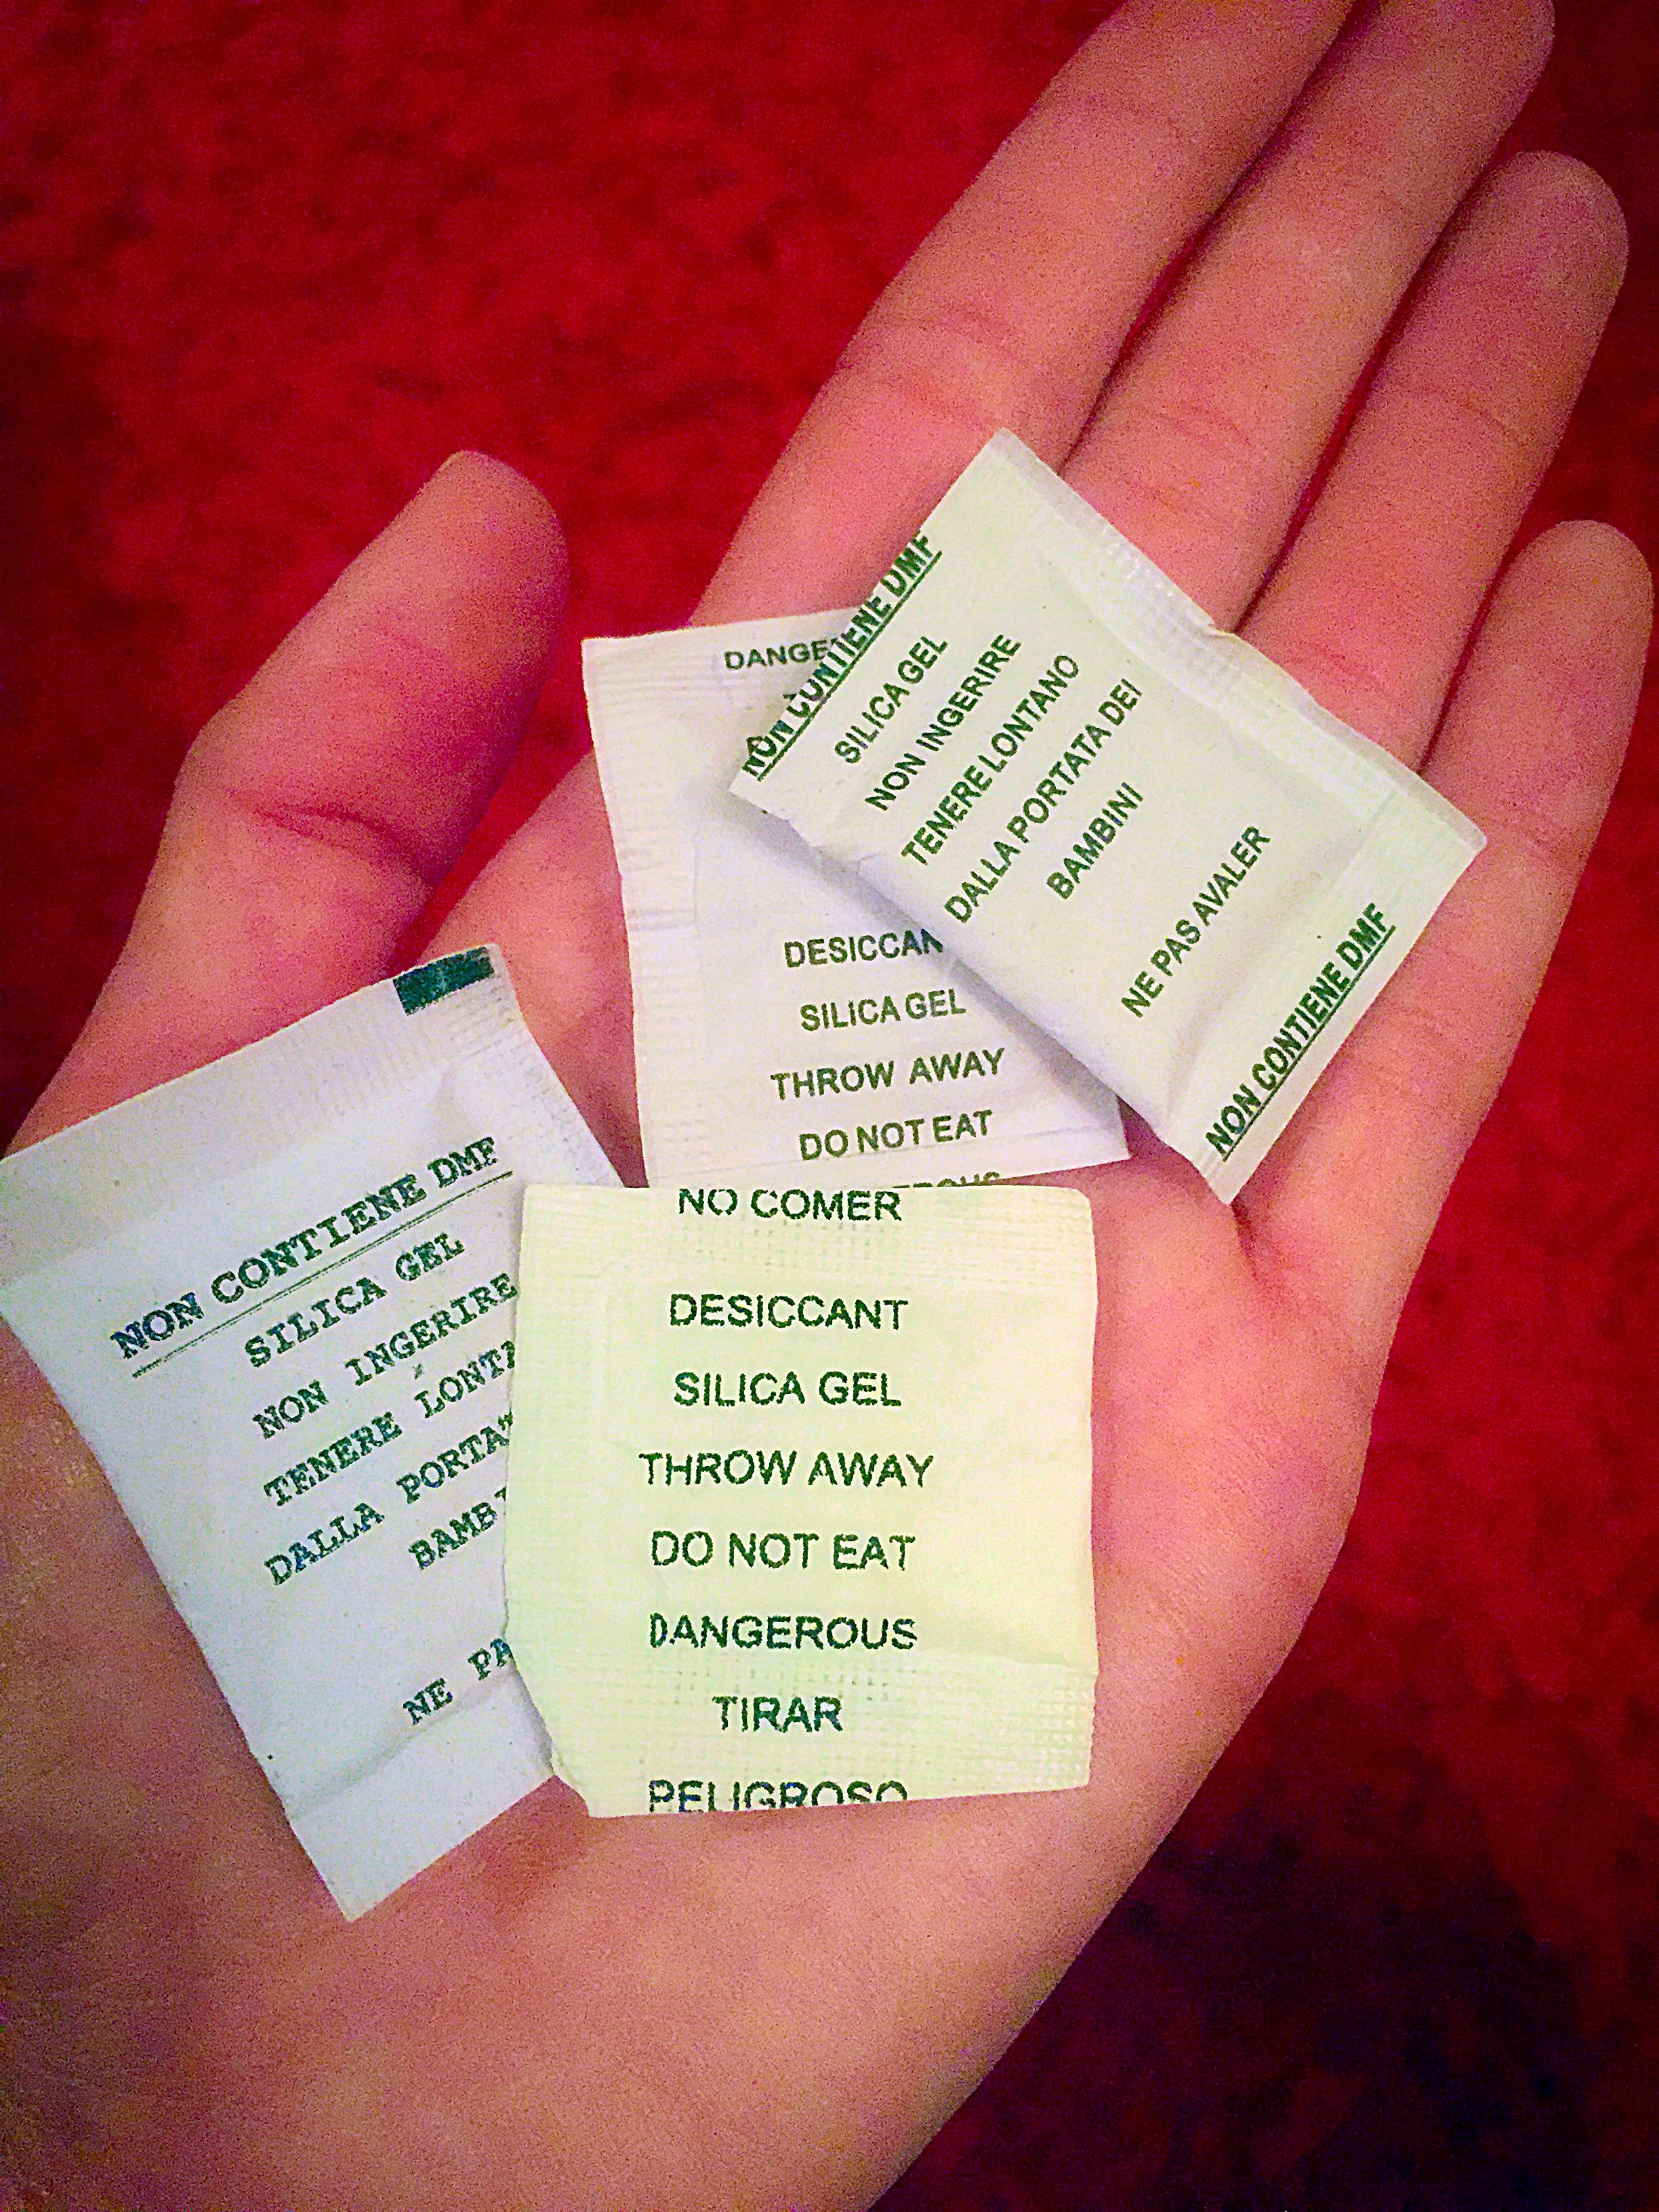 NON CONTIENE DMF
SILICA GEL
NON INGERIRE
TENERE LONTANO
DALLA PORTATA DEI
BAMBINI
NE PAS AVALER
NON CONTIENE DMF
DESICCAN
SILICA GEL
THROW AWAY
DO NOT EAT
NON CONTIENE DMF
SILICA GEL
NON INGERIRE
TENERE
DALLA
NE
NO COMER
DESICCANT
SILICA GEL
THROW AWAY
DO NOT EAT
DANGEROUS
TIRAR
PELIGROSO